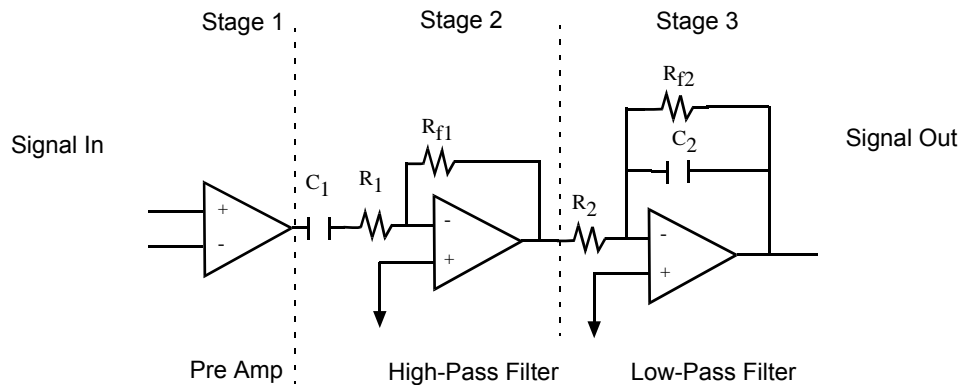 Stage 1
Stage 2
Stage 3
Signal In
Signal Out
C1
R1
Rf1
R2
Rf2
C2
+
-
-
+
-
+
Pre Amp
High-Pass Filter
Low-Pass Filter